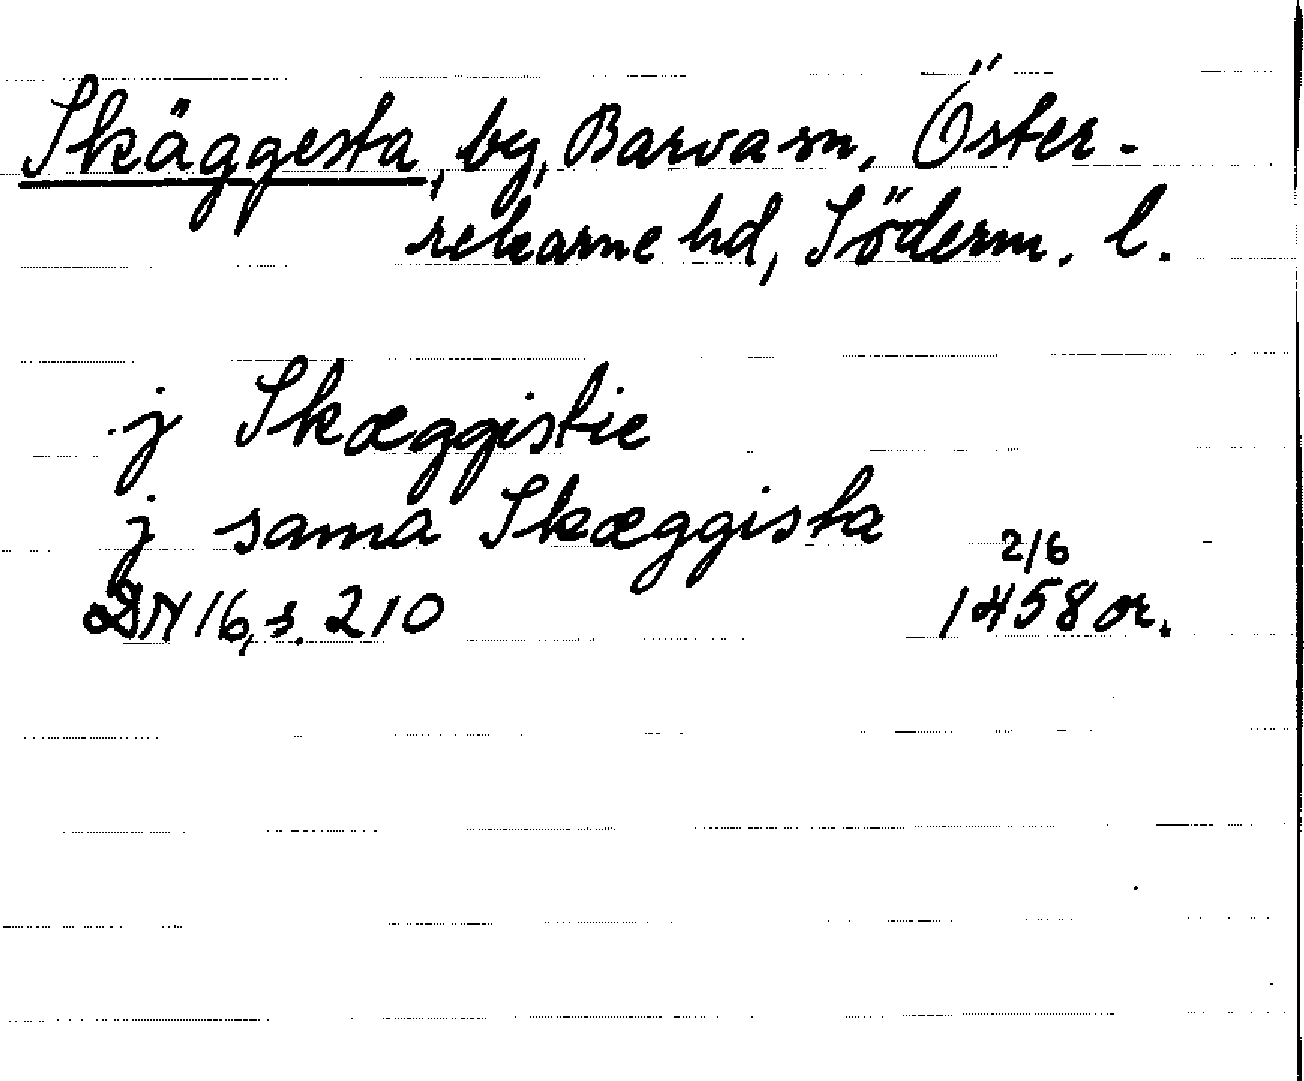 Skäggesta, by, Barva sn, Öster-
rekarne hd, Söderm. l.
j Skæggistie
j sama Skæggista
DN 16, s. 210 2/6 1458 or.